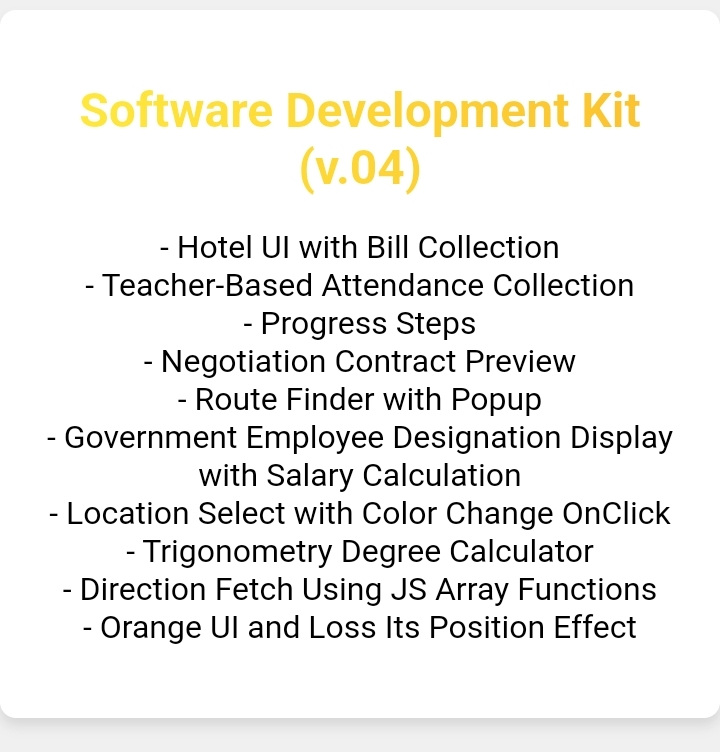 Software Development Kit
(v.04)
- Hotel UI with Bill Collection
- Teacher-Based Attendance Collection
- Progress Steps
- Negotiation Contract Preview
- Route Finder with Popup
- Government Employee Designation Display
with Salary Calculation
- Location Select with Color Change OnClick
- Trigonometry Degree Calculator
- Direction Fetch Using JS Array Functions
- Orange UI and Loss Its Position Effect